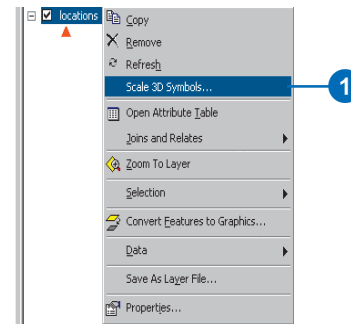 locations
Copy
Remove
Refresh
Scale 3D Symbols...
1
Open Attribute Table
Joins and Relates
Zoom To Layer
Selection
Convert Features to Graphics...
Data
Save As Layer File...
Properties...